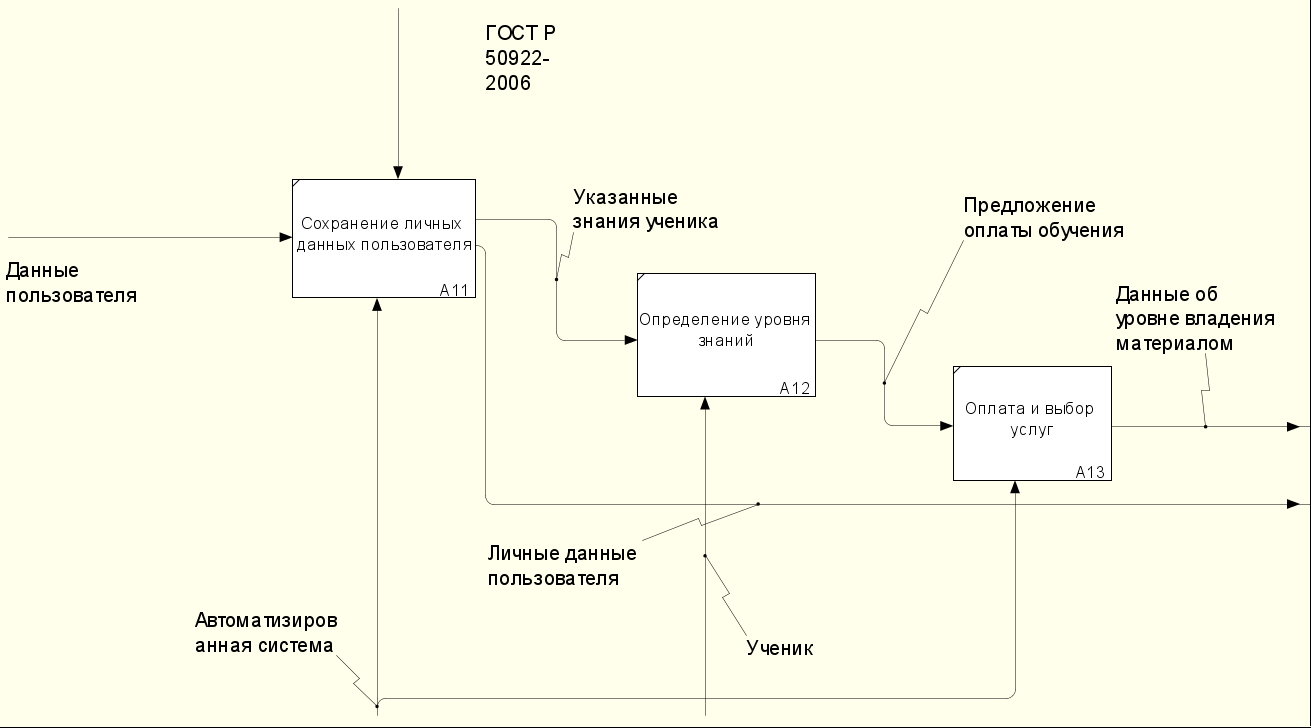 ГОСТ Р
50922-
2006
Сохранение личных
данных пользователя
A11
Данные
пользователя
Указанные
знания ученика
Определение уровня
знаний
A12
Предложение
оплаты обучения
Оплата и выбор
услуг
A13
Данные об
уровне владения
материалом
Личные данные
пользователя
Ученик
Автоматизиров
анная система